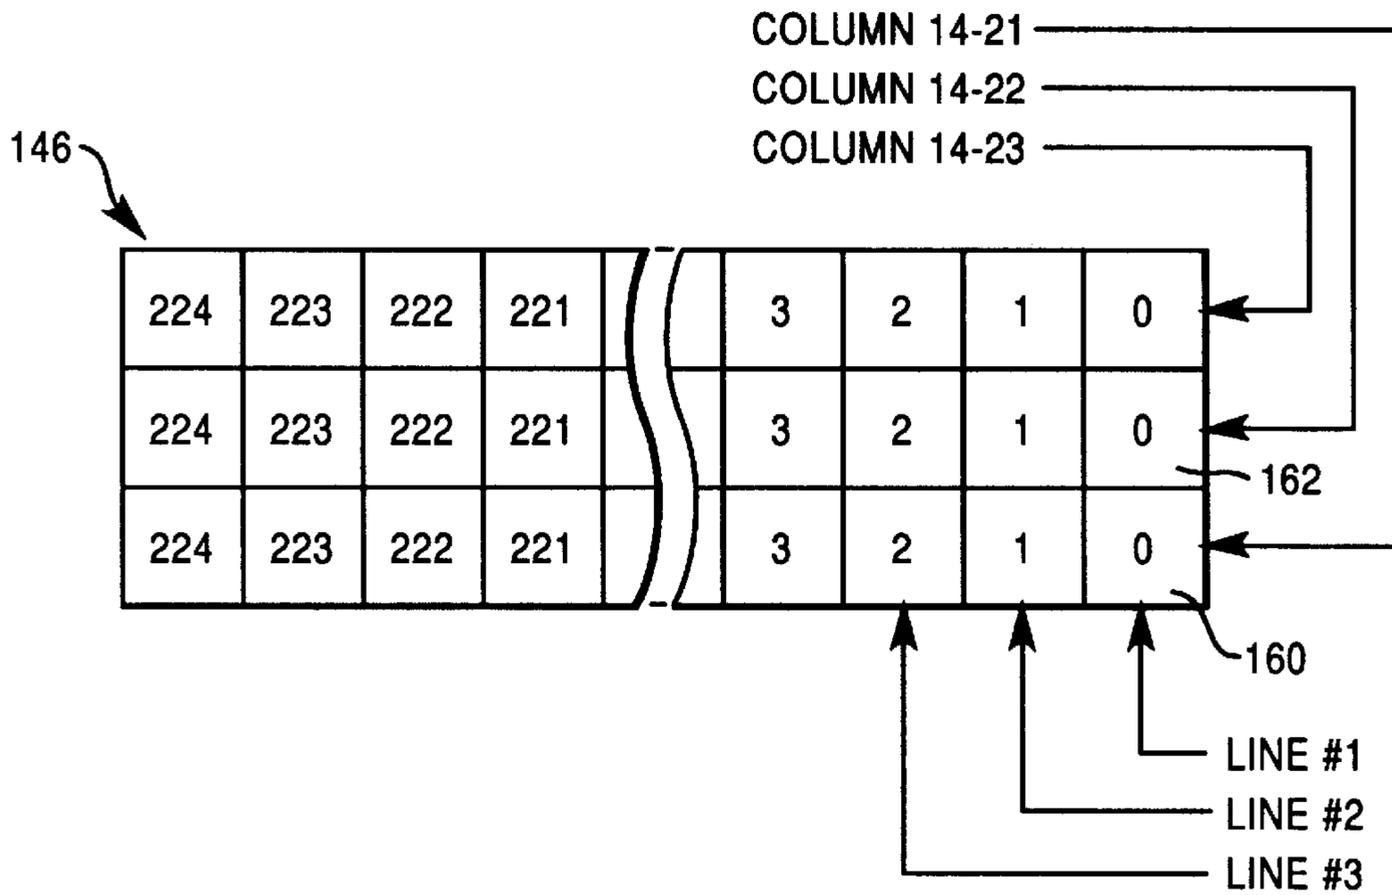 COLUMN 14-21
COLUMN 14-22
COLUMN 14-23
146
224 223 222 221 3 2 1 0
224 223 222 221 3 2 1 0
162
224 223 222 221 3 2 1 0
160
LINE #1
LINE #2
LINE #3